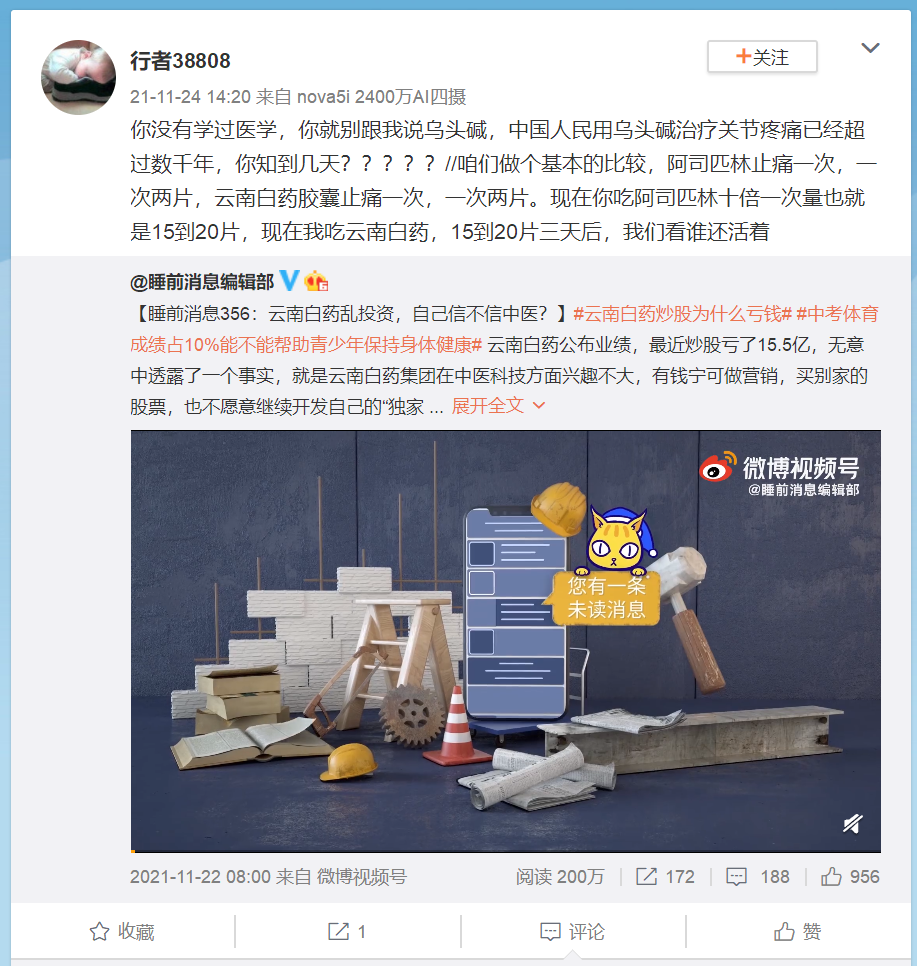 行者38808
+关注
21-11-24 14:20 来自 nova5i 2400万AI四摄
你没有学过医学，你就别跟我说乌头碱，中国人民用乌头碱治疗关节疼痛已经超
过数千年，你知到几天？？？？？//咱们做个基本的比较，阿司匹林止痛一次，一
次两片，云南白药胶囊止痛一次，一次两片。现在你吃阿司匹林十倍一次量也就
是15到20片，现在我吃云南白药，15到20片三天后，我们看谁还活着
@睡前消息编辑部
【睡前消息356：云南白药乱投资，自己信不信中医？】#云南白药炒股为什么亏钱# #中考体育
成绩占10%能不能帮助青少年保持身体健康# 云南白药公布业绩，最近炒股亏了15.5亿，无意
中透露了一个事实，就是云南白药集团在中医科技方面兴趣不大，有钱宁可做营销，买别家的
股票，也不愿意继续开发自己的“独家 ... 展开全文
微博视频号
@睡前消息编辑部
您有一条
未读消息
2021-11-22 08:00 来自 微博视频号 阅读 200万 172 188 956
收藏 1 评论 赞